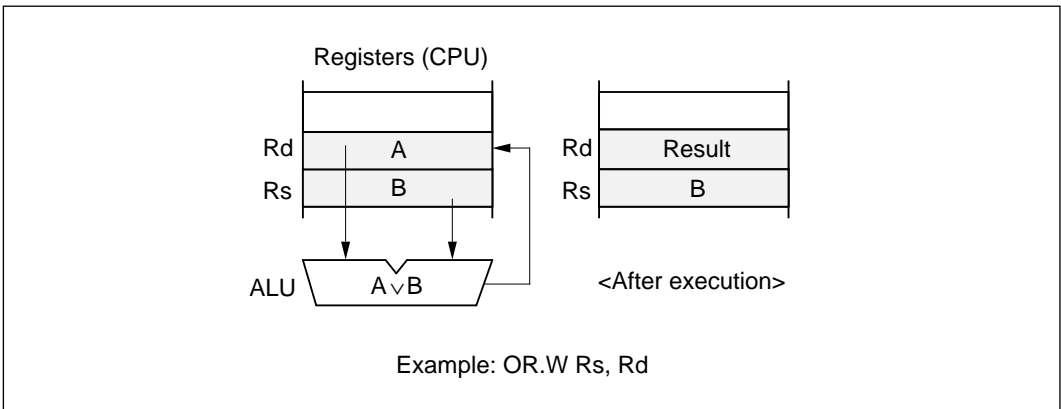 Registers (CPU)
Rd A Rd Result
Rs B Rs B
ALU A∨B <After execution>
Example: OR.W Rs, Rd